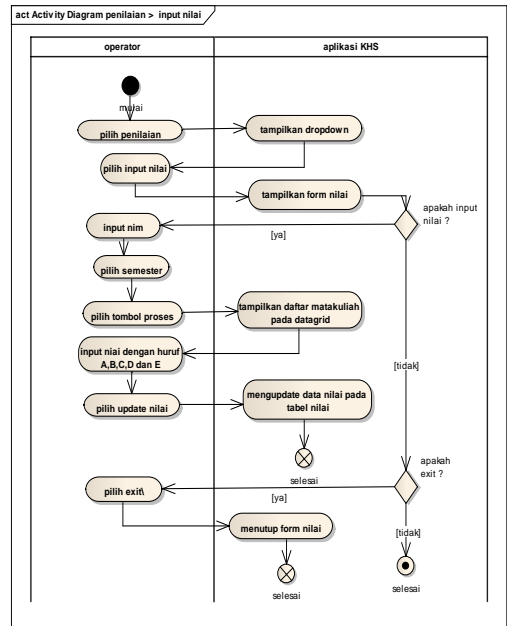 act Activity Diagram penilaian > input nilai
operator
aplikasi KHS
mulai
pilih penilaian
tampilkan dropdown
pilih input nilai
tampilkan form nilai
apakah input
nilai ?
input nim
[ya]
pilih semester
pilih tombol proses
tampilkan daftar matakuliah
pada datagrid
input niai dengan huruf
A,B,C,D dan E
[tidak]
pilih update nilai
mengupdate data nilai pada
tabel nilai
selesai
apakah
exit ?
pilih exit\
[ya]
menutup form nilai
[tidak]
selesai
selesai